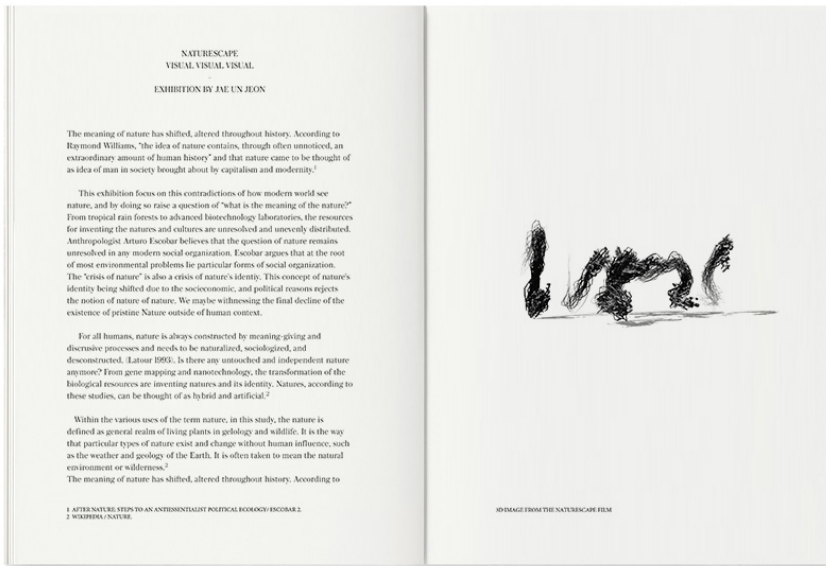 NATURESCAPE
VISUAL VISUAL VISUAL
-
EXHIBITION BY JAE UN JEON
The meaning of nature has shifted, altered throughout history. According to
Raymond Williams, "the idea of nature contains, through often unnoticed, an
extraordinary amount of human history" and that nature came to be thought of
as idea of man in society brought about by capitalism and modernity.¹
This exhibition focus on this contradictions of how modern world see
nature, and by doing so raise a question of "what is the meaning of the nature?"
From tropical rain forests to advanced biotechnology laboratories, the resources
for inventing the natures and cultures are unresolved and unevenly distributed.
Anthropologist Arturo Escobar believes that the question of nature remains
unresolved in any modern social organization. Escobar argues that at the root
of most environmental problems lie particular forms of social organization.
The "crisis of nature" is also a crisis of nature's identiy. This concept of nature's
identity being shifted due to the socioeconomic, and political reasons rejects
the notion of nature of nature. We maybe withnessing the final decline of the
existence of pristine Nature outside of human context.
For all humans, nature is always constructed by meaning-giving and
discrusive processes and needs to be naturalized, sociologized, and
desconstructed. (Latour 1993). Is there any untouched and independent nature
anymore? From gene mapping and nanotechnology, the transformation of the
biological resources are inventing natures and its identity. Natures, according to
these studies, can be thought of as hybrid and artificial.²
Within the various uses of the term nature, in this study, the nature is
defined as general realm of living plants in gelology and wildlife. It is the way
that particular types of nature exist and change without human influence, such
as the weather and geology of the Earth. It is often taken to mean the natural
environment or wilderness.²
The meaning of nature has shifted, altered throughout history. According to
1 AFTER NATURE: STEPS TO AN ANTIESSENTIALIST POLITICAL ECOLOGY/ ESCOBAR 2.
2 WIKIPEDIA / NATURE.
3D IMAGE FROM THE NATURESCAPE FILM